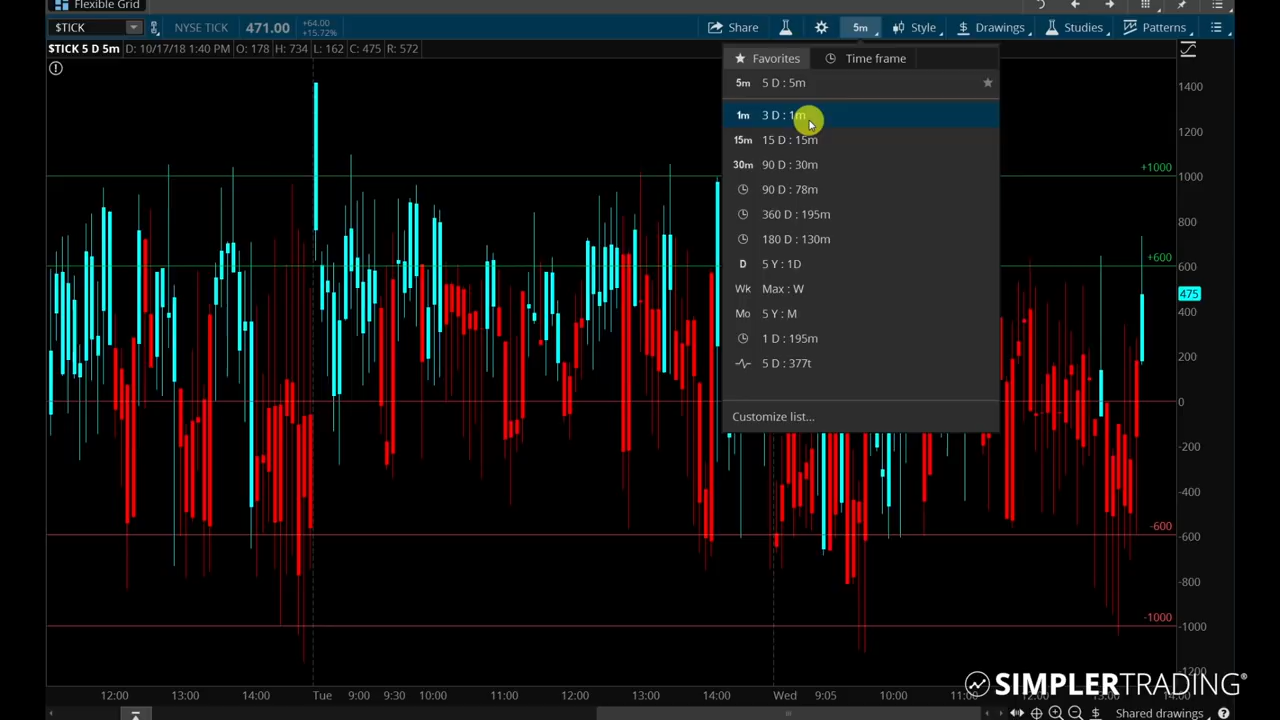 Flexible Grid
$TICK NYSE TICK 471.00 +64.00 +15.72% Share 5m Style $ Drawings Studies Patterns
$TICK 5 D 5m D: 10/17/18 1:40 PM O: 178 H: 734 L: 162 C: 475 R: 572
Favorites Time frame
5m 5 D : 5m
1m 3 D : 1m
15m 15 D : 15m
30m 90 D : 30m
90 D : 78m
360 D : 195m
180 D : 130m
D 5 Y : 1D
Wk Max : W
Mo 5 Y : M
1 D : 195m
5 D : 377t
Customize list...
1400
1200
+1000
1000
800
+600
600
475
400
200
0
-200
-400
-600
-600
-800
-1000
-1000
-1200
12:00 13:00 14:00 Tue 9:00 9:30 10:00 11:00 12:00 13:00 14:00 Wed 9:05 10:00 11:00 14:00
SIMPLERTRADING®
$ Shared drawings ?